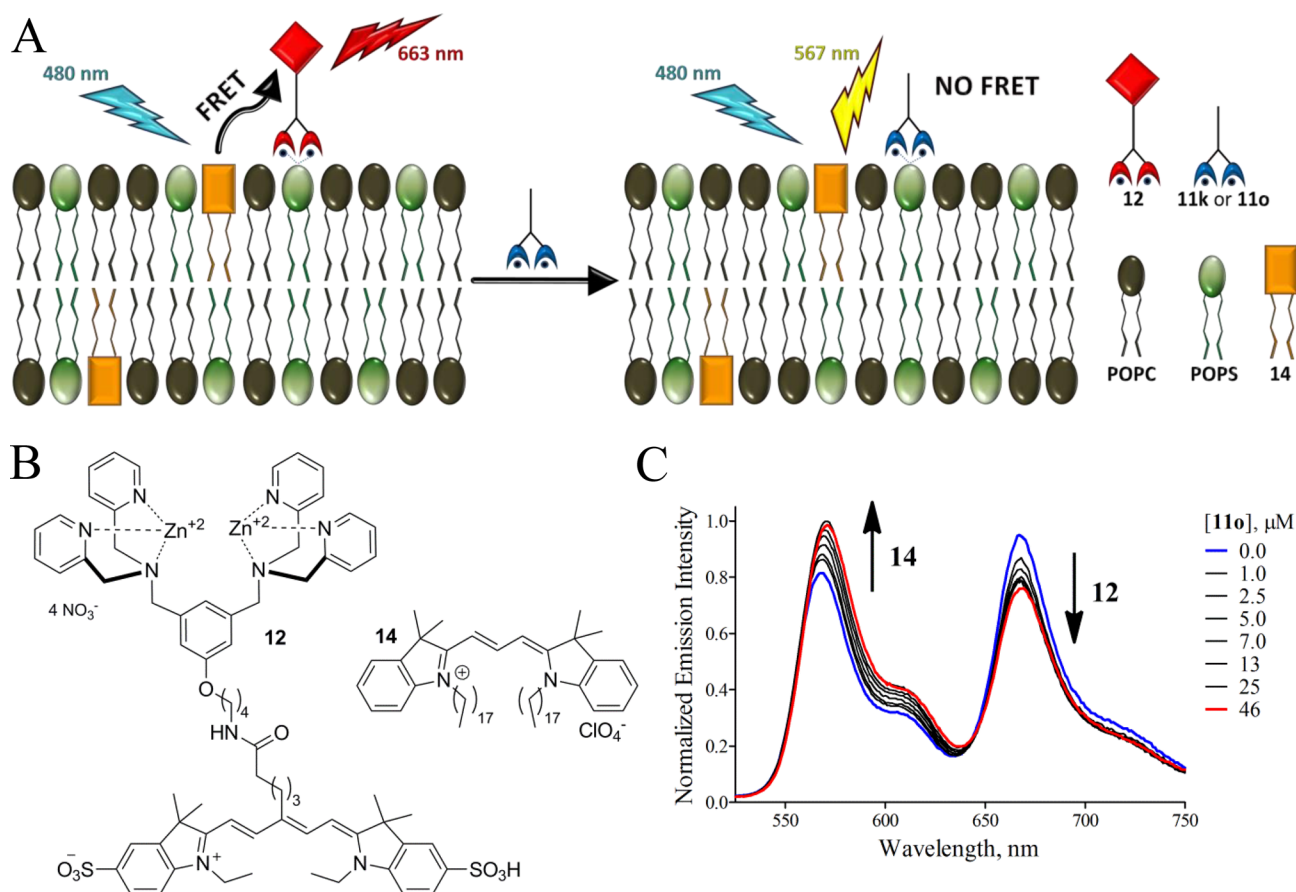 A
480 nm
FRET
663 nm
480 nm
567 nm
NO FRET
12
11k or 11o
POPC
POPS
14
B
N
N
N
N
Zn+2
Zn+2
N
N
4 NO3-
12
O
4
HN
O
3
-O3S
N
+
N
SO3H
14
N
+
N
17
17
ClO4-
C
Normalized Emission Intensity
1.0
0.8
0.6
0.4
0.2
0.0
550
600
650
700
750
Wavelength, nm
14
12
[11o], µM
0.0
1.0
2.5
5.0
7.0
13
25
46